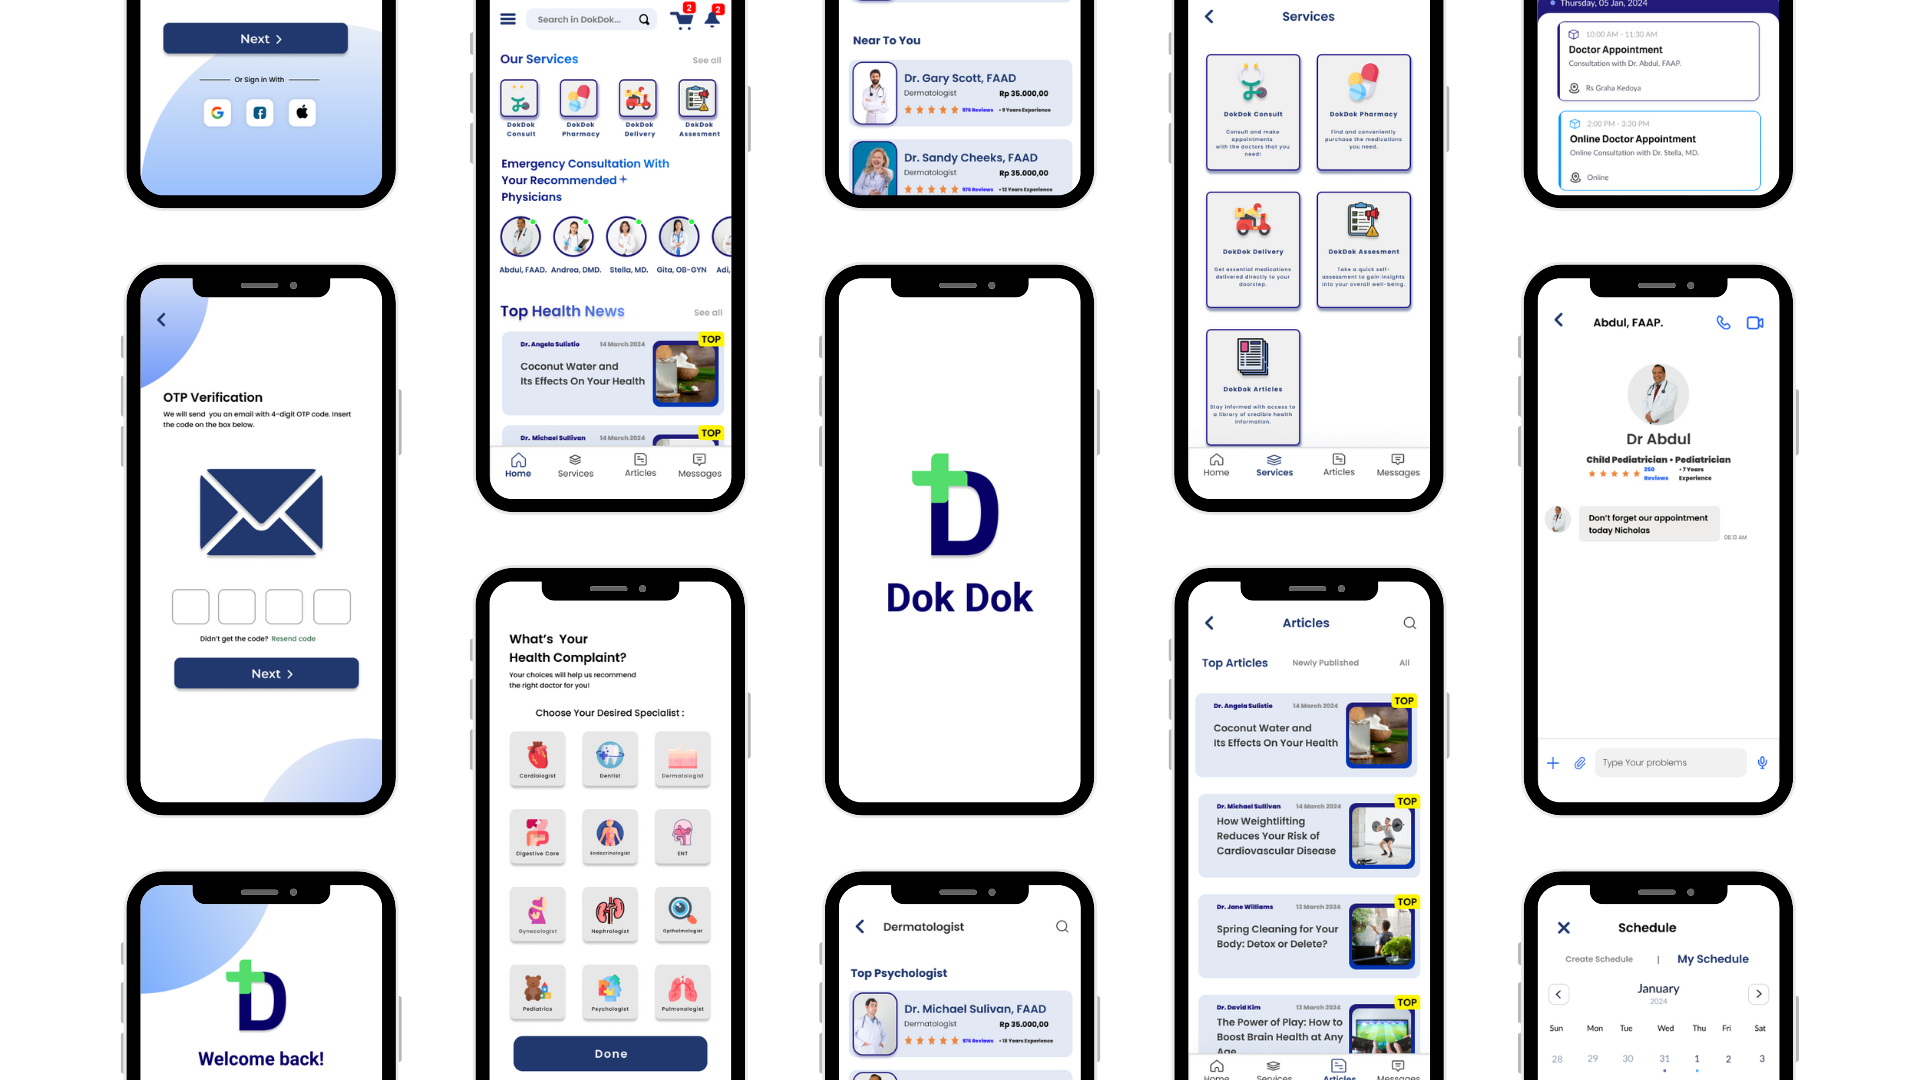 Next
Or Sign in With
OTP Verification
We will send you an email with 4-digit OTP code. Insert
the code on the box below.
Didn't get the code? Resend code
Next
Welcome back!
2
2
Search in DokDok...
Our Services
See all
DokDok
Consult
DokDok
Pharmacy
DokDok
Delivery
DokDok
Assesment
Emergency Consultation With
Your Recommended +
Physicians
Abdul, FAAD.
Andrea, DMD.
Stella, MD.
Gita, OB-GYN
Adi,
Top Health News
See all
Dr. Angela Sulistio
14 March 2024
TOP
Coconut Water and
Its Effects On Your Health
Dr. Michael Sullivan
14 March 2024
TOP
Home
Services
Articles
Messages
What's Your
Health Complaint?
Your choices will help us recommend
the right doctor for you!
Choose Your Desired Specialist :
Cardiologist
Dentist
Dermatologist
Digestive Care
Endocrinologist
ENT
Gynecologist
Nephrologist
Opthalmologist
Pediatrics
Psychologist
Pulmonologist
Done
Near To You
Dr. Gary Scott, FAAD
Dermatologist
Rp 35.000,00
976 Reviews
• 6 Years Experience
Dr. Sandy Cheeks, FAAD
Dermatologist
Rp 35.000,00
976 Reviews
• 12 Years Experience
D
Dok Dok
Dermatologist
Top Psychologist
Dr. Michael Sulivan, FAAD
Dermatologist
Rp 35.000,00
976 Reviews
• 18 Years Experience
Services
DokDok Consult
Consult and make
appointments
with the doctors that you
need!
DokDok Pharmacy
Find and conveniently
purchase the medications
you need.
DokDok Delivery
Get essential medications
delivered directly to your
doorstep.
DokDok Assesment
Take a quick self-
assessment to gain insights
into your overall well-being.
DokDok Articles
Stay informed with access to
a library of credible health
information.
Home
Services
Articles
Messages
Articles
Top Articles
Newly Published
All
Dr. Angela Sulistio
14 March 2024
TOP
Coconut Water and
Its Effects On Your Health
Dr. Michael Sullivan
14 March 2024
TOP
How Weightlifting
Reduces Your Risk of
Cardiovascular Disease
Dr. Jane Williams
13 March 2024
TOP
Spring Cleaning for Your
Body: Detox or Delete?
Dr. David Kim
13 March 2024
TOP
The Power of Play: How to
Boost Brain Health at Any
Age
Home
Services
Articles
Messages
Thursday, 05 Jan, 2024
10:00 AM - 11:30 AM
Doctor Appointment
Consultation with Dr. Abdul, FAAP.
Rs Graha Kedoya
2:00 PM - 3:30 PM
Online Doctor Appointment
Online Consultation with Dr. Stella, MD.
Online
Abdul, FAAP.
Dr Abdul
Child Pediatrician • Pediatrician
250
Reviews
• 7 Years
Experience
Don't forget our appointment
today Nicholas
08.13 AM
Type Your problems
Schedule
Create Schedule
|
My Schedule
January
2024
Sun Mon Tue Wed Thu Fri Sat
28 29 30 31 1 2 3